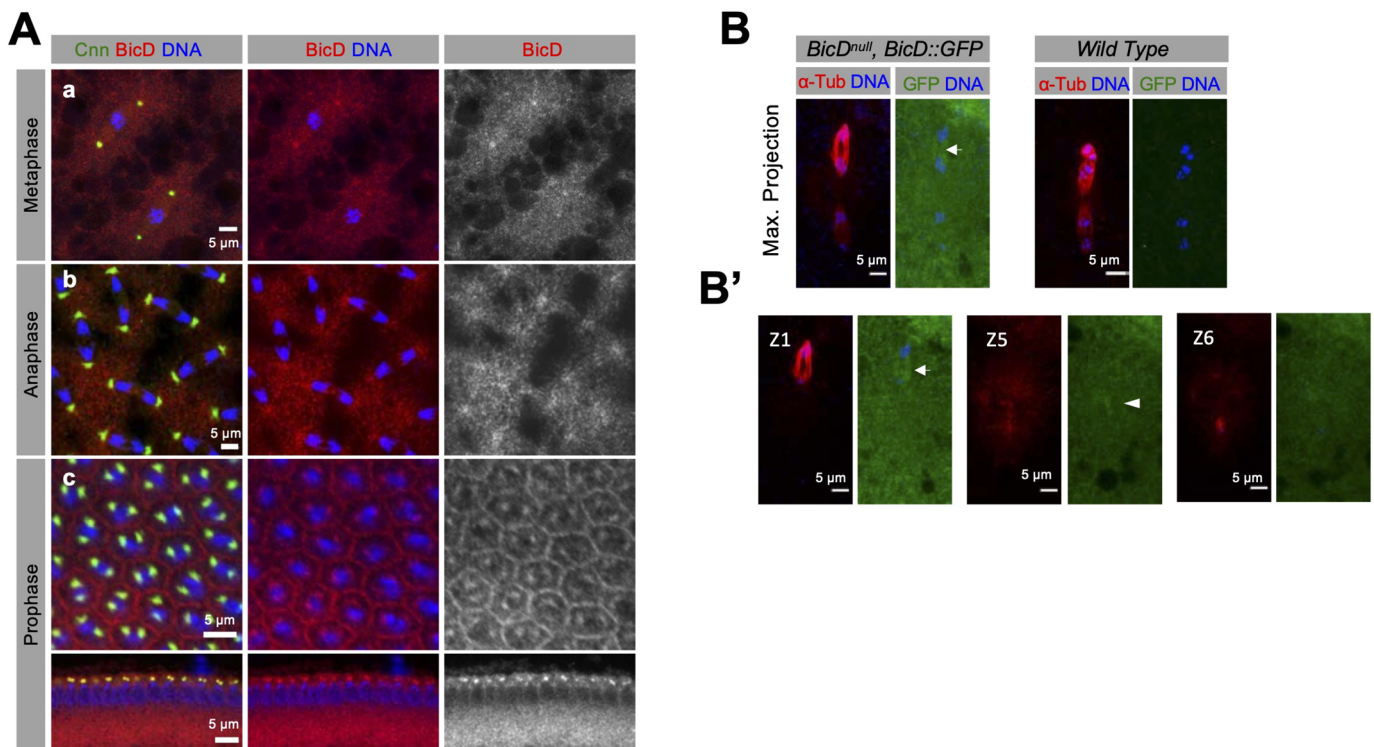 A
Cnn BicD DNA
BicD DNA
BicD
Metaphase
a
5 µm
Anaphase
b
5 µm
Prophase
c
5 µm
5 µm
B
BicDnull, BicD::GFP
Wild Type
α-Tub DNA
GFP DNA
α-Tub DNA
GFP DNA
Max. Projection
5 µm
5 µm
B’
Z1
5 µm
Z5
5 µm
Z6
5 µm